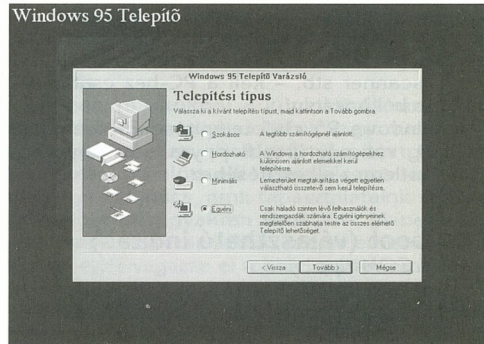 Windows 95 Telepítõ
Windows 95 Telepítõ Varázsló
Telepítési típus
Válassza ki a kívánt telepítési típust, majd kattintson a Tovább gombra.
Szokásos
A legtöbb számítógépnél ajánlott.
Hordozható
A Windows a hordozható számítógépekhez
különösen ajánlott elemekkel kerül
telepítésre.
Minimális
Lemezterület megtakarítása végett egyetlen
választható összetevő sem kerül telepítésre.
Egyéni
Csak haladó szinten lévő felhasználók és
rendszergazdák számára. Egyéni igényeinek
megfelelően szabhatja testre az összes elérhető
Telepítő lehetőséget.
< Vissza
Tovább >
Mégse